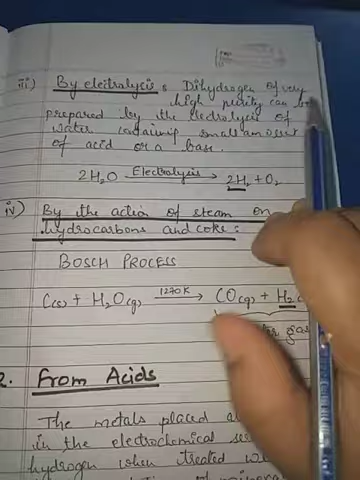 iii) By electrolysis: Dihydrogen of very
high purity can be
prepared by the electrolysis of
water containing small amount
of acid or a base.
2H₂O Electrolysis → 2H₂ + O₂
iv) By the action of steam on
hydrocarbons and coke:
BOSCH PROCESS
C(s) + H₂O(g) 1270K → CO(g) + H₂
gas
2. From Acids
The metals placed
in the electrochemical
hydrogen when treated